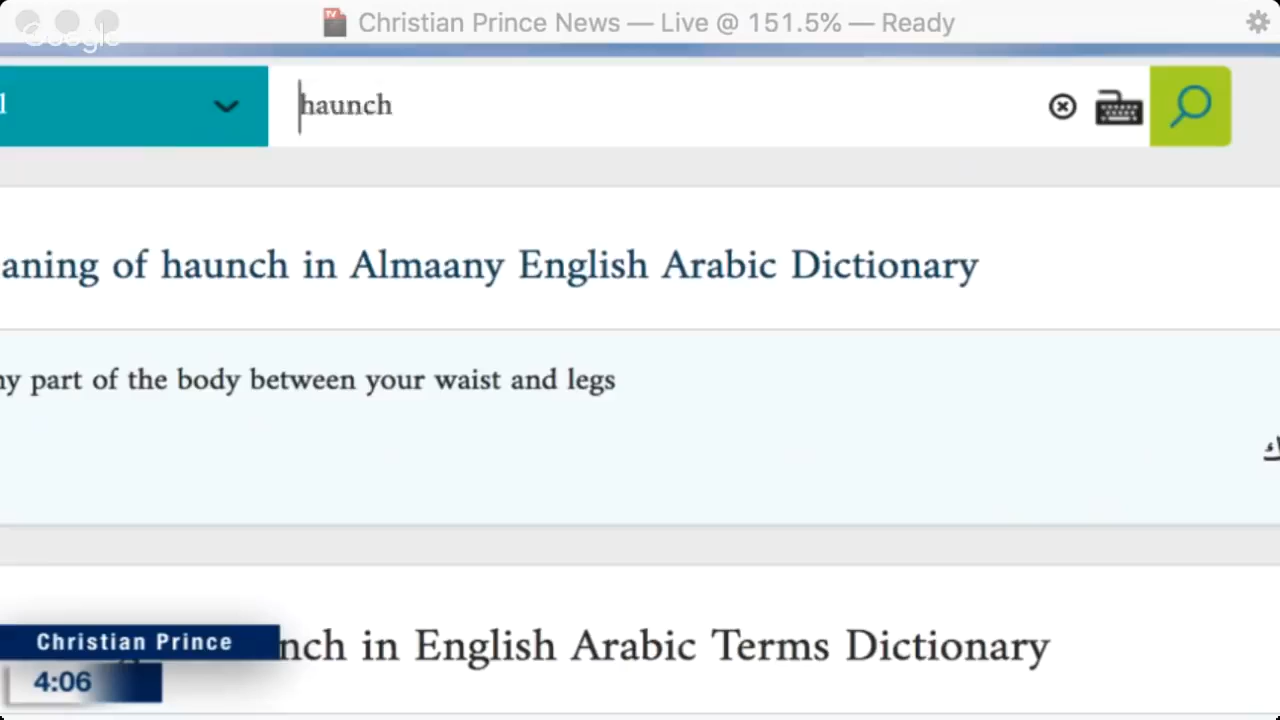 Christian Prince News — Live @ 151.5% — Ready
Google
haunch
aning of haunch in Almaany English Arabic Dictionary
part of the body between your waist and legs
nch in English Arabic Terms Dictionary
Christian Prince
4:06